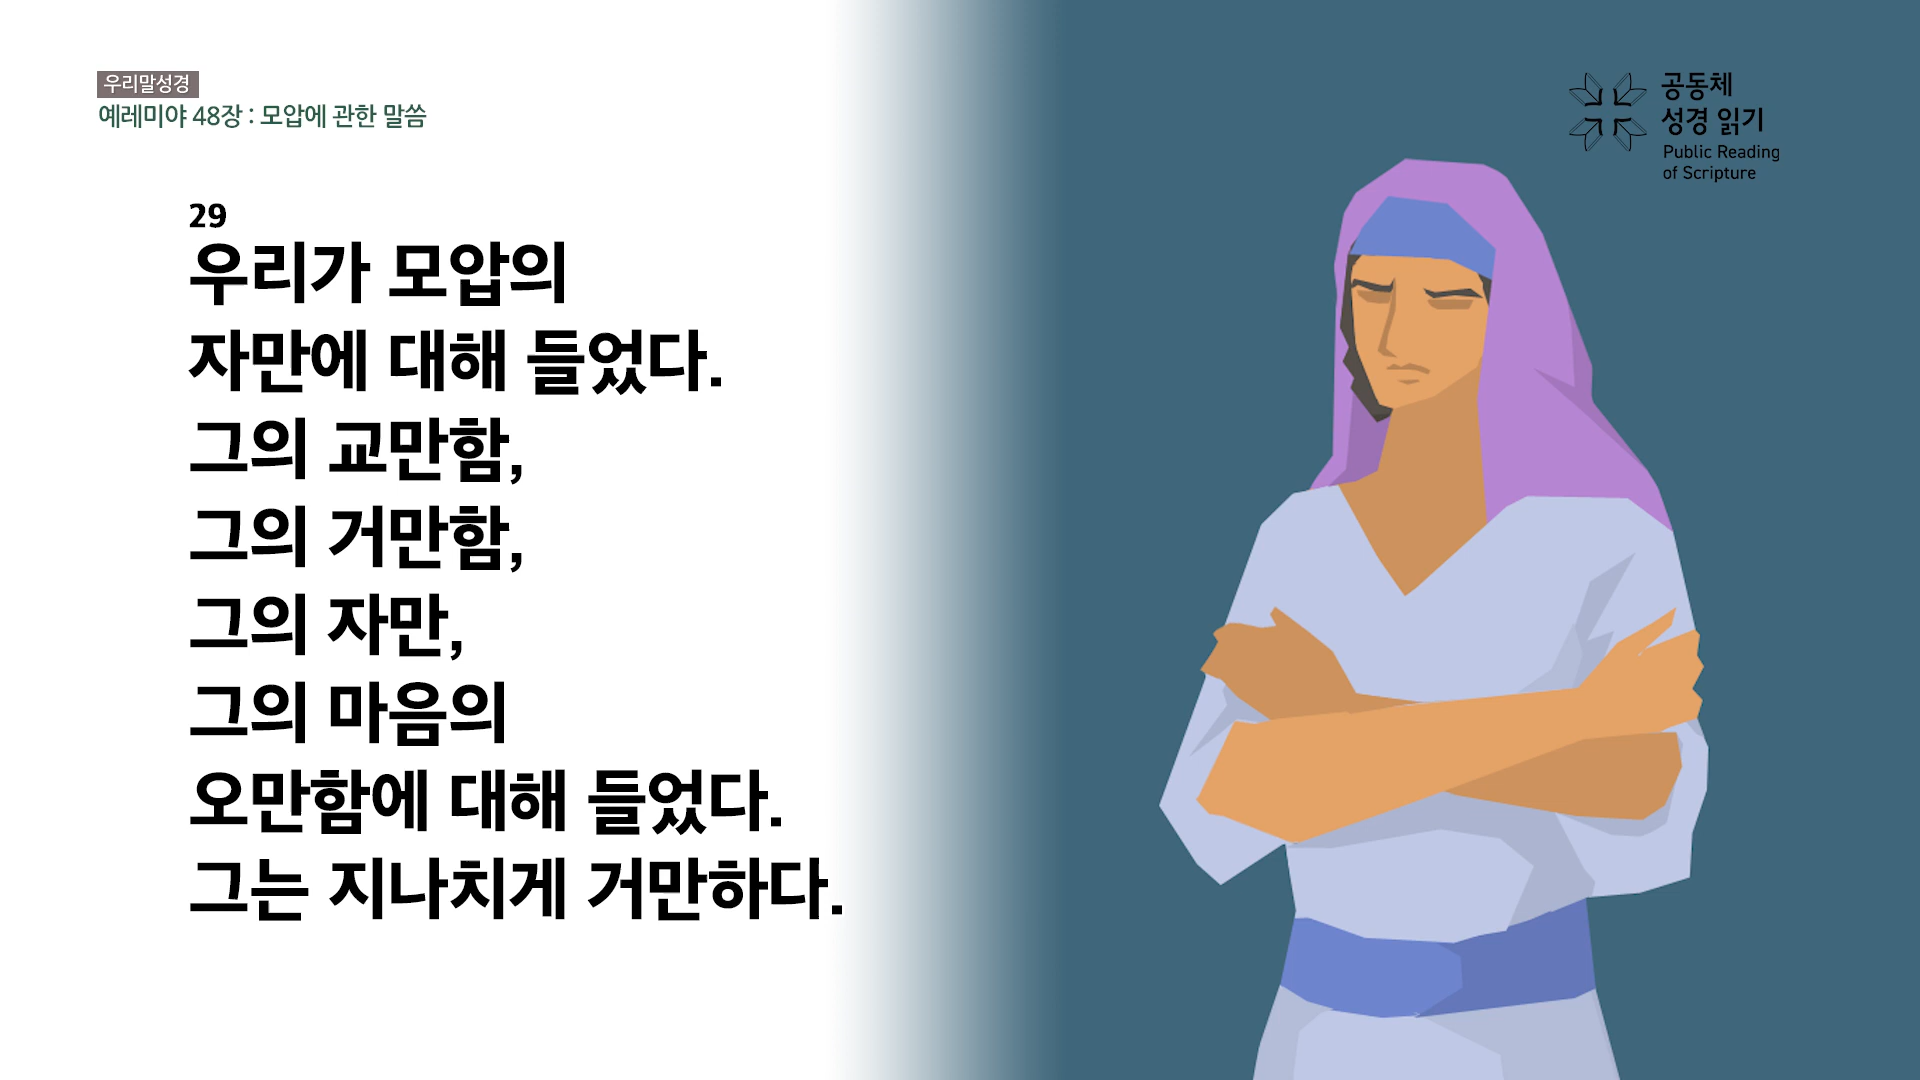 우리말성경
예레미야 48장 : 모압에 관한 말씀
29
우리가 모압의
자만에 대해 들었다.
그의 교만함,
그의 거만함,
그의 자만,
그의 마음의
오만함에 대해 들었다.
그는 지나치게 거만하다.
공동체
성경 읽기
Public Reading
of Scripture